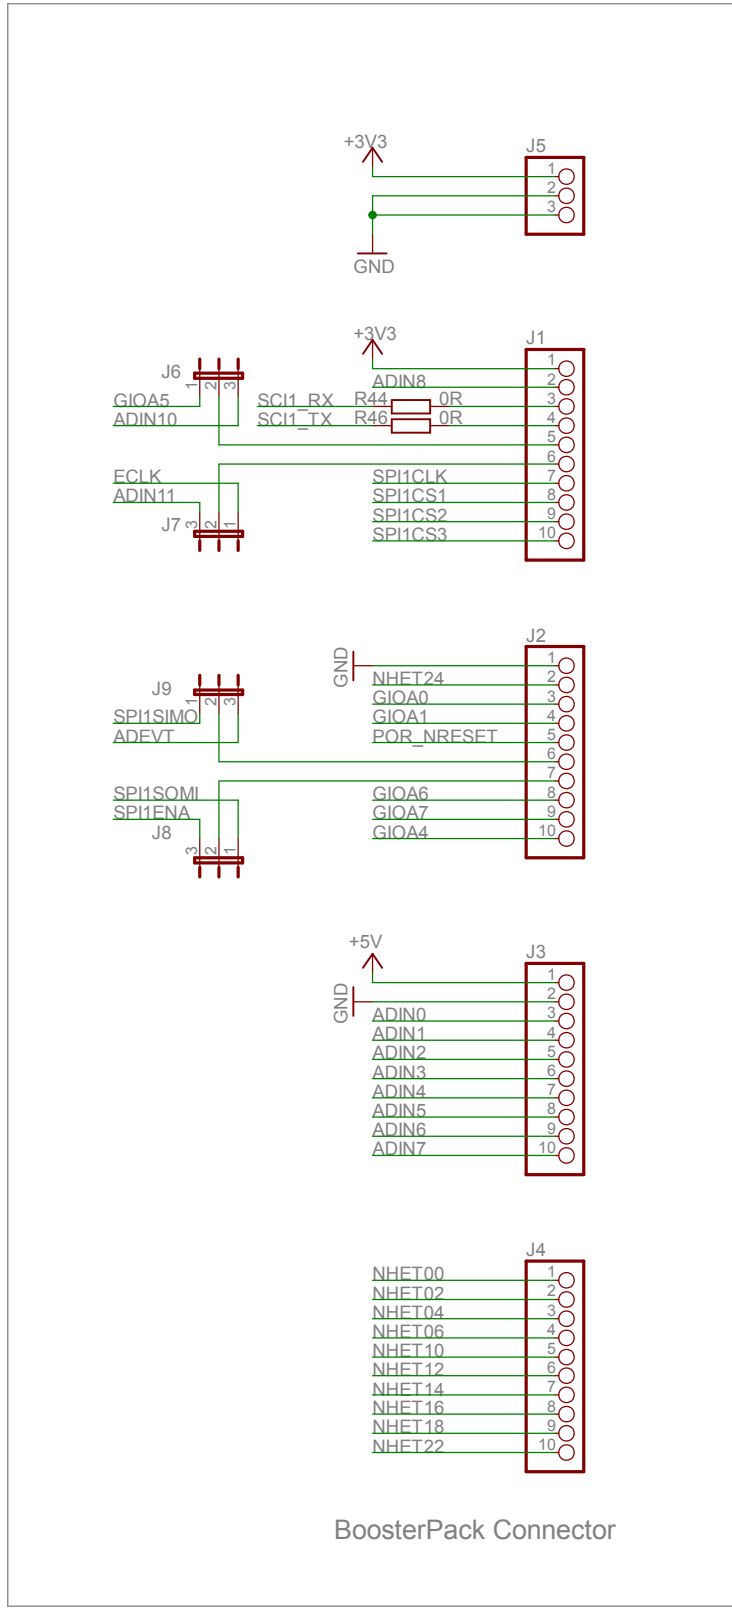 +3V3
J5
1
2
3
GND
+3V3
J1
1
ADIN8
2
J6
1
2
3
GIOA5
SCI1_RX
R44
0R
3
ADIN10
SCI1_TX
R46
0R
4
5
6
ECLK
SPI1CLK
7
ADIN11
SPI1CS1
8
J7
3
2
1
SPI1CS2
9
SPI1CS3
10
J2
GND
1
NHET24
2
J9
1
2
3
GIOA0
3
SPI1SIMO
GIOA1
4
ADEVT
POR_NRESET
5
6
7
SPI1SOMI
GIOA6
8
SPI1ENA
GIOA7
9
J8
3
2
1
GIOA4
10
+5V
J3
1
GND
2
ADIN0
3
ADIN1
4
ADIN2
5
ADIN3
6
ADIN4
7
ADIN5
8
ADIN6
9
ADIN7
10
J4
NHET00
1
NHET02
2
NHET04
3
NHET06
4
NHET10
5
NHET12
6
NHET14
7
NHET16
8
NHET18
9
NHET22
10
BoosterPack Connector